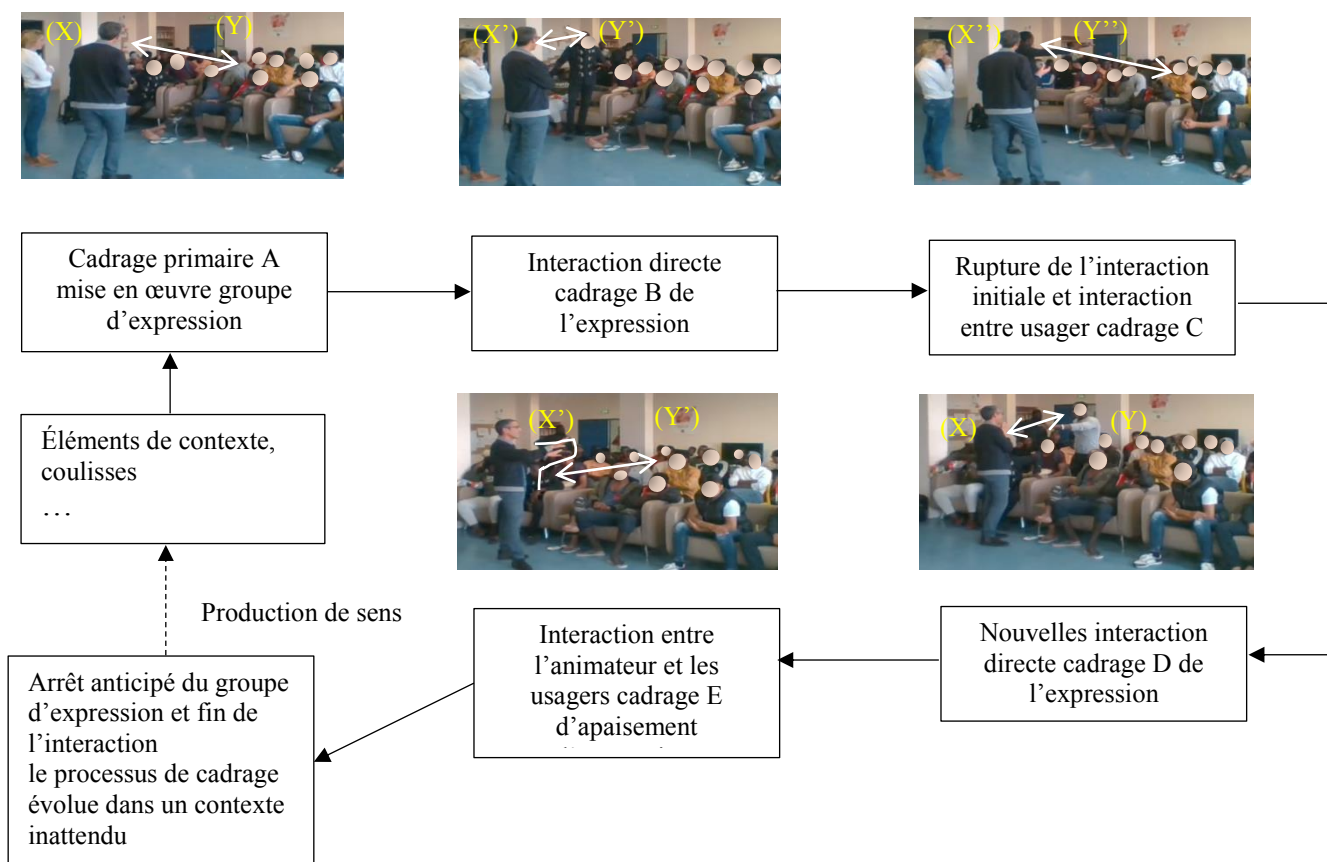 (X)
(Y)
(X’)
(Y’)
(X’’)
(Y’’)
Cadrage primaire A
mise en œuvre groupe
d’expression
Interaction directe
cadrage B de
l’expression
Rupture de l’interaction
initiale et interaction
entre usager cadrage C
Éléments de contexte,
coulisses
…
(X’)
(Y’)
(X)
(Y)
Production de sens
Interaction entre
l’animateur et les
usagers cadrage E
d’apaisement
Nouvelles interaction
directe cadrage D de
l’expression
Arrêt anticipé du groupe
d’expression et fin de
l’interaction
le processus de cadrage
évolue dans un contexte
inattendu